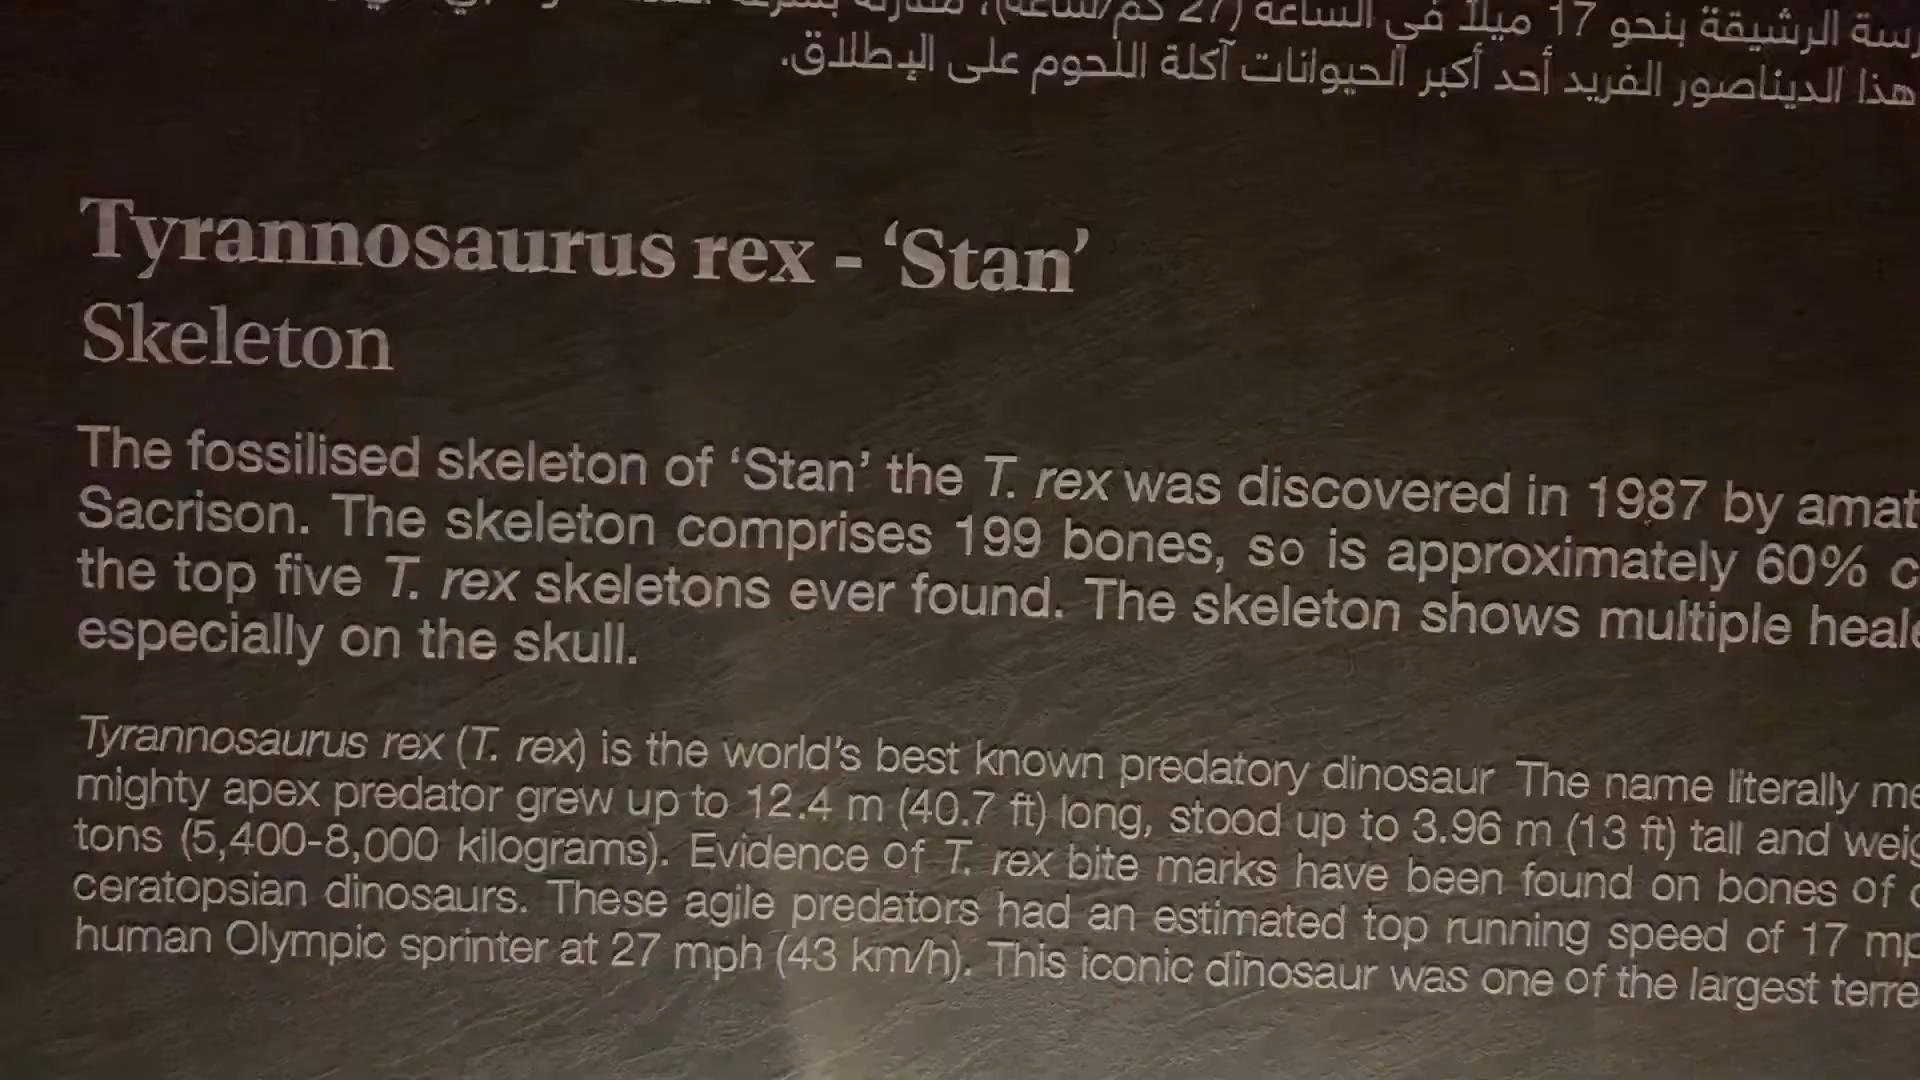 الرشيقة بنحو 17 ميلًا في الساعة (27 كم/ساعة)، مقارنة بسرعة
هذا الديناصور الفريد أحد أكبر الحيوانات آكلة اللحوم على الإطلاق.
Tyrannosaurus rex - ‘Stan’
Skeleton
The fossilised skeleton of ‘Stan’ the T. rex was discovered in 1987 by amat
Sacrison. The skeleton comprises 199 bones, so is approximately 60% c
the top five T. rex skeletons ever found. The skeleton shows multiple heal
especially on the skull.
Tyrannosaurus rex (T. rex) is the world’s best known predatory dinosaur The name literally me
mighty apex predator grew up to 12.4 m (40.7 ft) long, stood up to 3.96 m (13 ft) tall and weig
tons (5,400-8,000 kilograms). Evidence of T. rex bite marks have been found on bones of
ceratopsian dinosaurs. These agile predators had an estimated top running speed of 17 mp
human Olympic sprinter at 27 mph (43 km/h). This iconic dinosaur was one of the largest terre